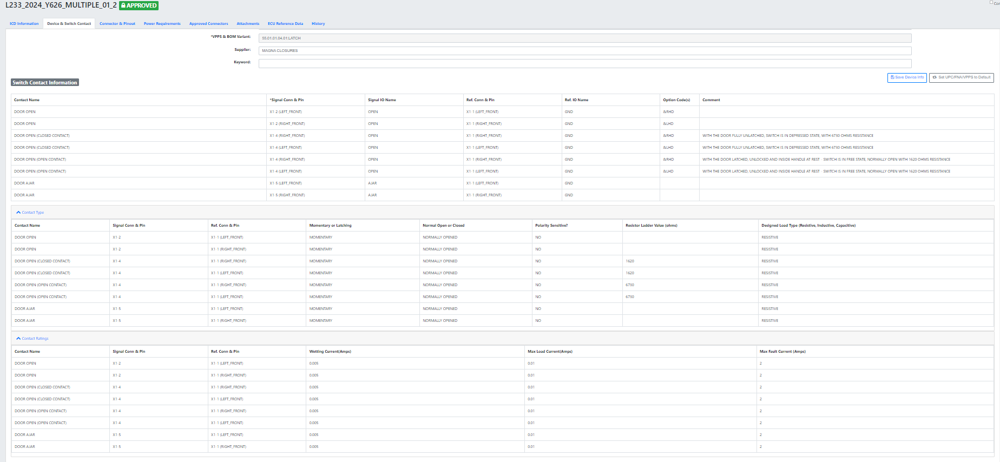 L233_2024_Y626_MULTIPLE_01_2 APPROVED
Con
ICD Information Device & Switch Contact Connector & Pinout Power Requirements Approved Connectors Attachments ECU Reference Data History
*VPPS & BOM Variant: 55.01.01.04.01.LATCH
Supplier: MAGNA CLOSURES
Keyword:
Save Device Info Set UPC/FNA/VPPS to Default
Switch Contact Information
Contact Name *Signal Conn & Pin Signal IO Name Ref. Conn & Pin Ref. IO Name Option Code(s) Comment
DOOR OPEN X1-2 (LEFT_FRONT) OPEN X1-1 (LEFT_FRONT) GND &RHD
DOOR OPEN X1-2 (RIGHT_FRONT) OPEN X1-1 (RIGHT_FRONT) GND &LHD
DOOR OPEN (CLOSED CONTACT) X1-4 (RIGHT_FRONT) OPEN X1-1 (RIGHT_FRONT) GND &RHD WITH THE DOOR FULLY UNLATCHED, SWITCH IS IN DEPRESSED STATE, WITH 6730 OHMS RESISTANCE
DOOR OPEN (CLOSED CONTACT) X1-4 (LEFT_FRONT) OPEN X1-1 (LEFT_FRONT) GND &LHD WITH THE DOOR FULLY UNLATCHED, SWITCH IS IN DEPRESSED STATE, WITH 6730 OHMS RESISTANCE
DOOR OPEN (OPEN CONTACT) X1-4 (RIGHT_FRONT) OPEN X1-1 (RIGHT_FRONT) GND &RHD WITH THE DOOR LATCHED, UNLOCKED AND INSIDE HANDLE AT REST - SWITCH IS IN FREE STATE, NORMALLY OPEN WITH 1620 OHMS RESISTANCE
DOOR OPEN (OPEN CONTACT) X1-4 (LEFT_FRONT) OPEN X1-1 (LEFT_FRONT) GND &LHD WITH THE DOOR LATCHED, UNLOCKED AND INSIDE HANDLE AT REST - SWITCH IS IN FREE STATE, NORMALLY OPEN WITH 1620 OHMS RESISTANCE
DOOR AJAR X1-5 (LEFT_FRONT) AJAR X1-1 (LEFT_FRONT) GND
DOOR AJAR X1-5 (RIGHT_FRONT) AJAR X1-1 (RIGHT_FRONT) GND
Contact Type
Contact Name Signal Conn & Pin Ref. Conn & Pin Momentary or Latching Normal Open or Closed Polarity Sensitive? Resistor Ladder Value (ohms) Designed Load Type (Resistive, Inductive, Capacitive)
DOOR OPEN X1-2 X1-1 (LEFT_FRONT) MOMENTARY NORMALLY OPENED NO RESISTIVE
DOOR OPEN X1-2 X1-1 (RIGHT_FRONT) MOMENTARY NORMALLY OPENED NO RESISTIVE
DOOR OPEN (CLOSED CONTACT) X1-4 X1-1 (RIGHT_FRONT) MOMENTARY NORMALLY OPENED NO 1620 RESISTIVE
DOOR OPEN (CLOSED CONTACT) X1-4 X1-1 (LEFT_FRONT) MOMENTARY NORMALLY OPENED NO 1620 RESISTIVE
DOOR OPEN (OPEN CONTACT) X1-4 X1-1 (RIGHT_FRONT) MOMENTARY NORMALLY OPENED NO 6730 RESISTIVE
DOOR OPEN (OPEN CONTACT) X1-4 X1-1 (LEFT_FRONT) MOMENTARY NORMALLY OPENED NO 6730 RESISTIVE
DOOR AJAR X1-5 X1-1 (LEFT_FRONT) MOMENTARY NORMALLY OPENED NO RESISTIVE
DOOR AJAR X1-5 X1-1 (RIGHT_FRONT) MOMENTARY NORMALLY OPENED NO RESISTIVE
Contact Ratings
Contact Name Signal Conn & Pin Ref. Conn & Pin Wetting Current(Amps) Max Load Current(Amps) Max Fault Current (Amps)
DOOR OPEN X1-2 X1-1 (LEFT_FRONT) 0.005 0.01 2
DOOR OPEN X1-2 X1-1 (RIGHT_FRONT) 0.005 0.01 2
DOOR OPEN (CLOSED CONTACT) X1-4 X1-1 (RIGHT_FRONT) 0.005 0.01 2
DOOR OPEN (CLOSED CONTACT) X1-4 X1-1 (LEFT_FRONT) 0.005 0.01 2
DOOR OPEN (OPEN CONTACT) X1-4 X1-1 (RIGHT_FRONT) 0.005 0.01 2
DOOR OPEN (OPEN CONTACT) X1-4 X1-1 (LEFT_FRONT) 0.005 0.01 2
DOOR AJAR X1-5 X1-1 (LEFT_FRONT) 0.005 0.01 2
DOOR AJAR X1-5 X1-1 (RIGHT_FRONT) 0.005 0.01 2